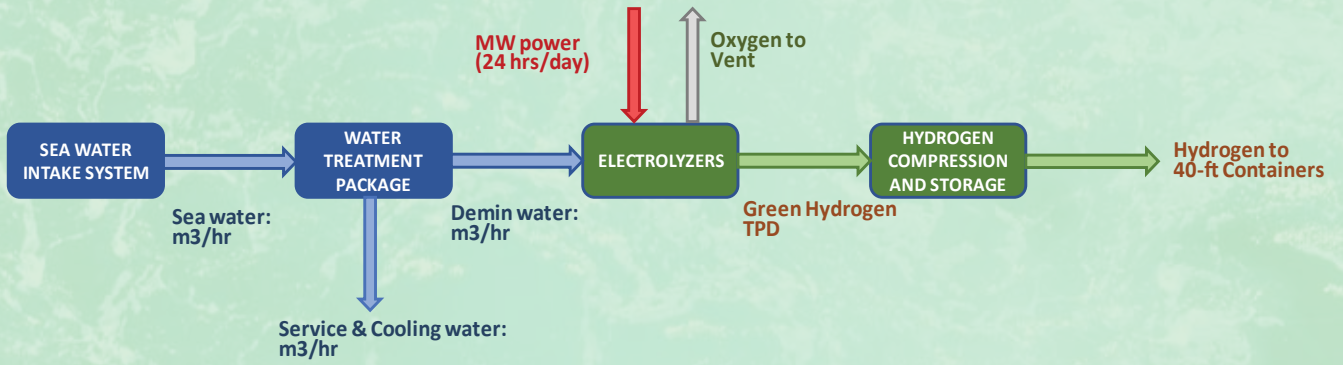 MW power
(24 hrs/day)
Oxygen to
Vent
SEA WATER
INTAKE SYSTEM
WATER
TREATMENT
PACKAGE
ELECTROLYZERS
HYDROGEN
COMPRESSION
AND STORAGE
Hydrogen to
40-ft Containers
Sea water:
m3/hr
Demin water:
m3/hr
Green Hydrogen
TPD
Service & Cooling water:
m3/hr